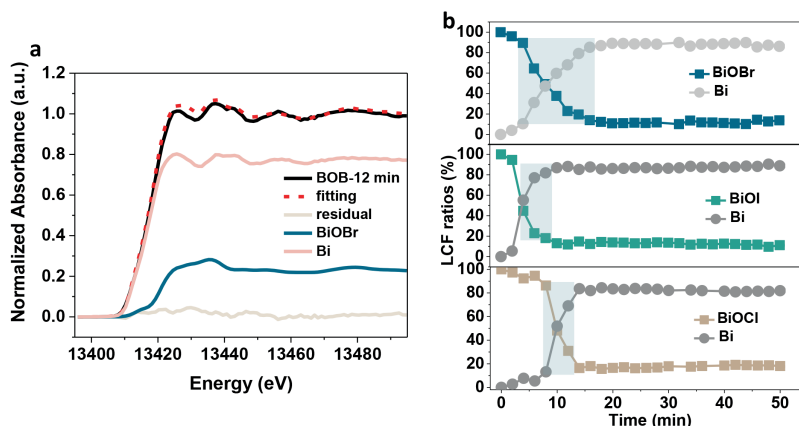 a
Normalized Absorbance (a.u.)
1.2
1.0
0.8
0.6
0.4
0.2
0.0
BOB-12 min
fitting
residual
BiOBr
Bi
13400
13420
13440
13460
13480
Energy (eV)
b
LCF ratios (%)
100
80
60
40
20
0
BiOBr
Bi
100
80
60
40
20
0
BiOI
Bi
100
80
60
40
20
0
BiOCl
Bi
0
10
20
30
40
50
Time (min)